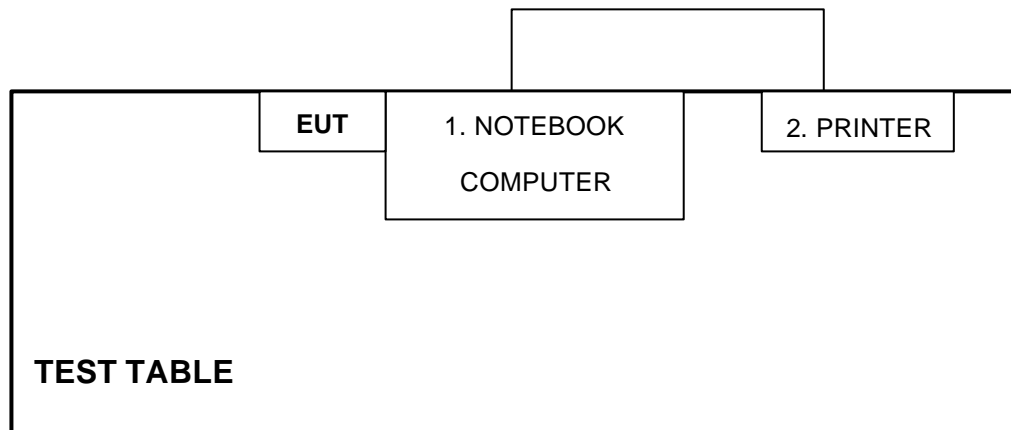 EUT
1. NOTEBOOK
COMPUTER
2. PRINTER
TEST TABLE